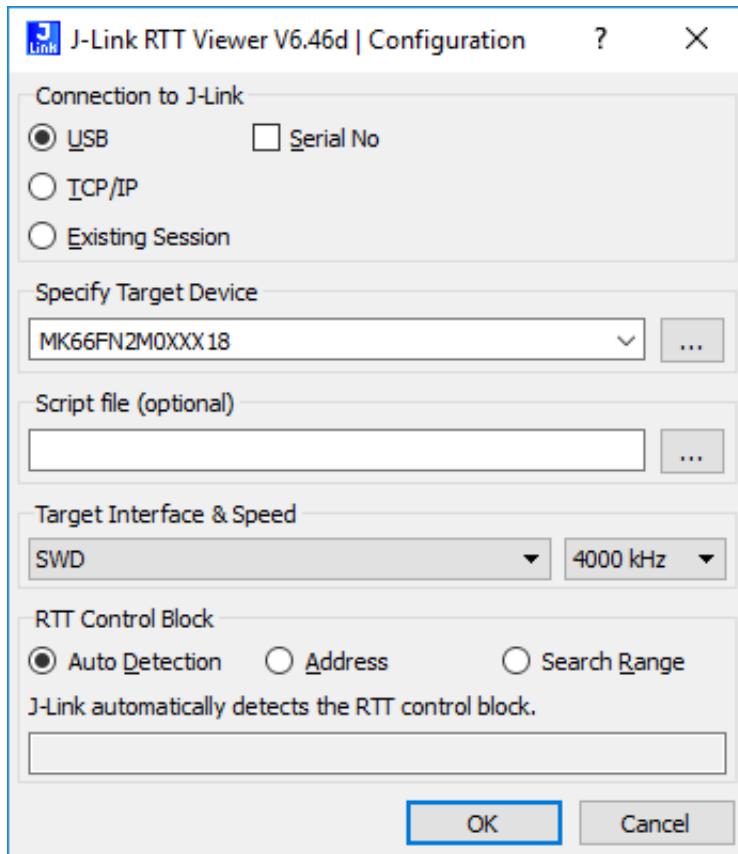 J Link J-Link RTT Viewer V6.46d | Configuration ?
Connection to J-Link
USB Serial No
TCP/IP
Existing Session
Specify Target Device
MK66FN2M0XXX18 ...
Script file (optional)
...
Target Interface & Speed
SWD 4000 kHz
RTT Control Block
Auto Detection Address Search Range
J-Link automatically detects the RTT control block.
OK Cancel